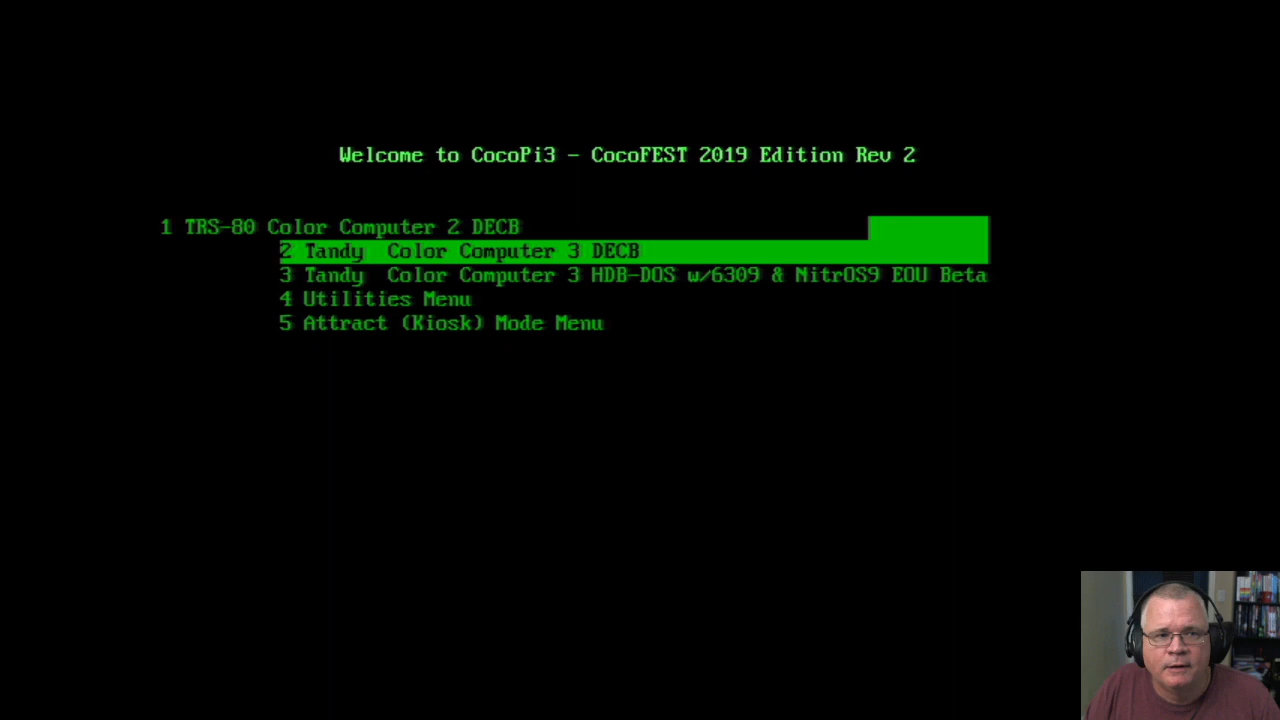 Welcome to CocoPi3 - CocoFEST 2019 Edition Rev 2
1 TRS-80 Color Computer 2 DECB
2 Tandy  Color Computer 3 DECB
3 Tandy  Color Computer 3 HDB-DOS w/6309 & NitrOS9 EOU Beta
4 Utilities Menu
5 Attract (Kiosk) Mode Menu